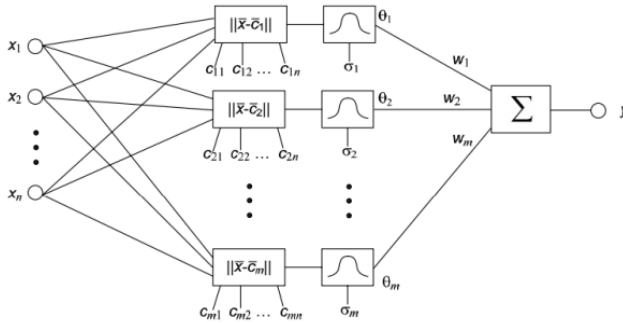 x₁
x₂
xₙ
||x̄-c̄₁||
c₁₁ c₁₂ ... c₁ₙ
σ₁
θ₁
||x̄-c̄₂||
c₂₁ c₂₂ ... c₂ₙ
σ₂
θ₂
||x̄-c̄ₘ||
cₘ₁ cₘ₂ ... cₘₙ
σₘ
θₘ
w₁
w₂
wₘ
Σ